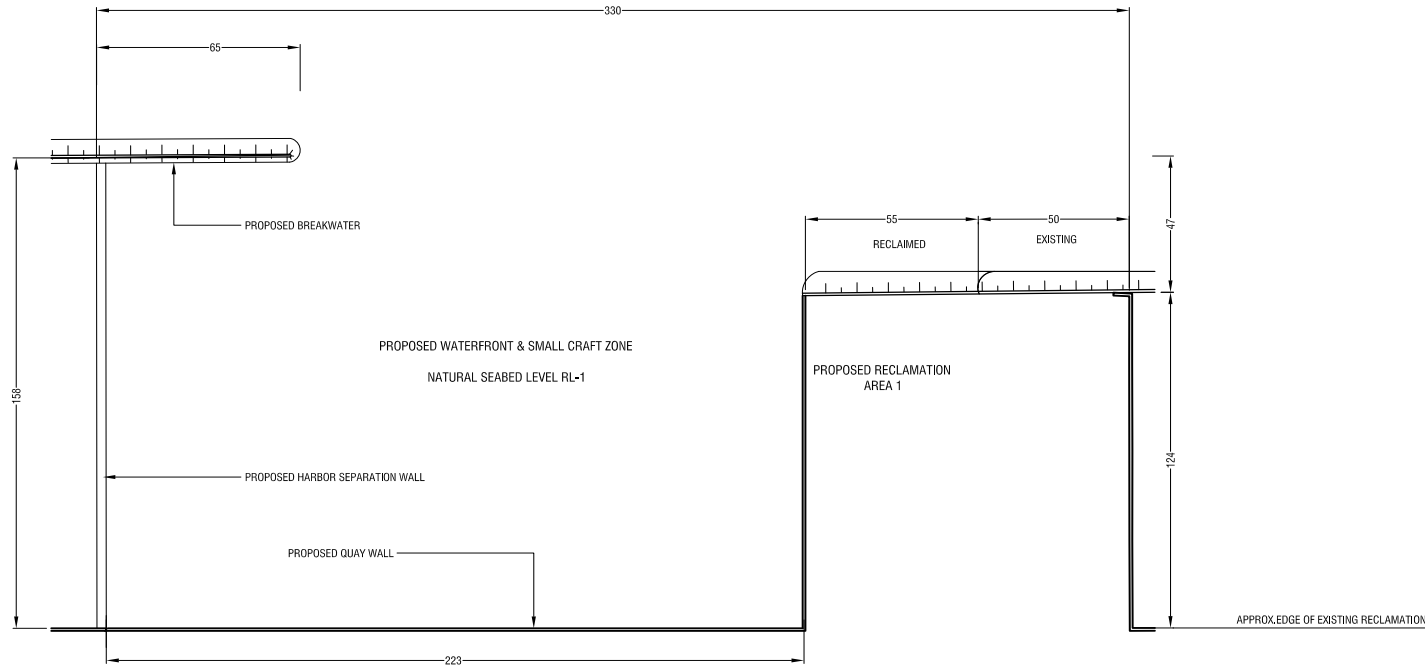 330
65
PROPOSED BREAKWATER
55
50
47
RECLAIMED
EXISTING
PROPOSED WATERFRONT & SMALL CRAFT ZONE
NATURAL SEABED LEVEL RL-1
PROPOSED RECLAMATION
AREA 1
158
124
PROPOSED HARBOR SEPARATION WALL
PROPOSED QUAY WALL
APPROX.EDGE OF EXISTING RECLAMATION
223